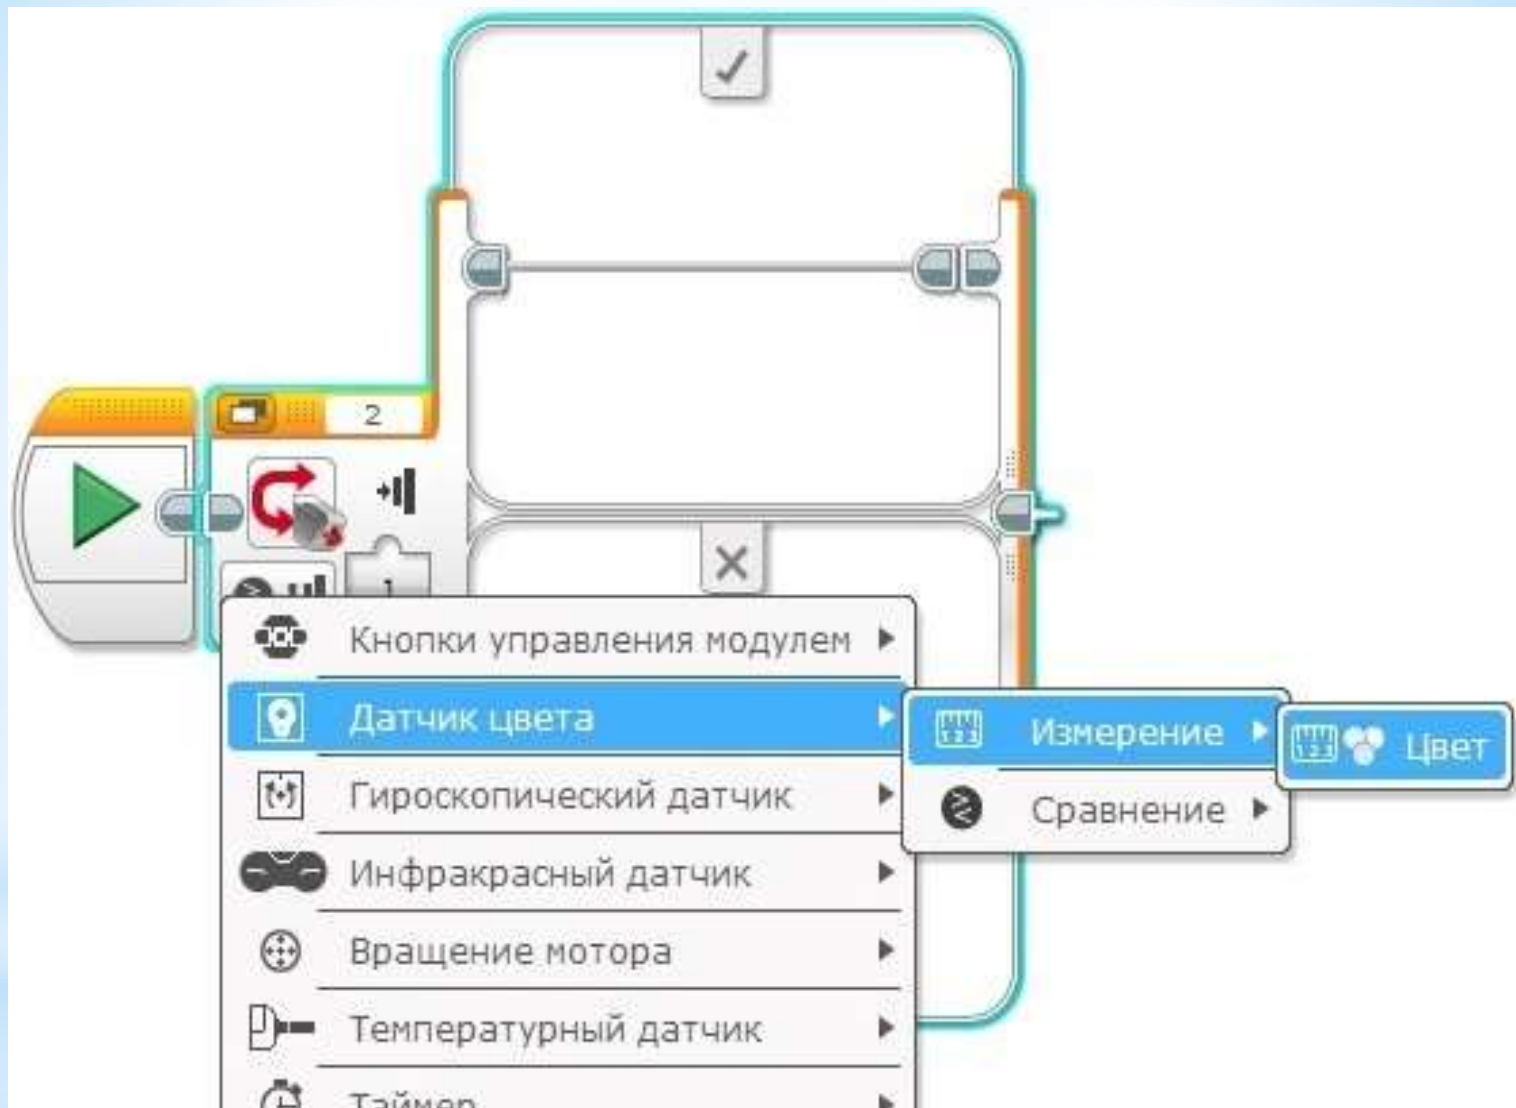 2
1
Кнопки управления модулем
Датчик цвета
Измерение
Цвет
Гироскопический датчик
Сравнение
Инфракрасный датчик
Вращение мотора
Температурный датчик
Таймер